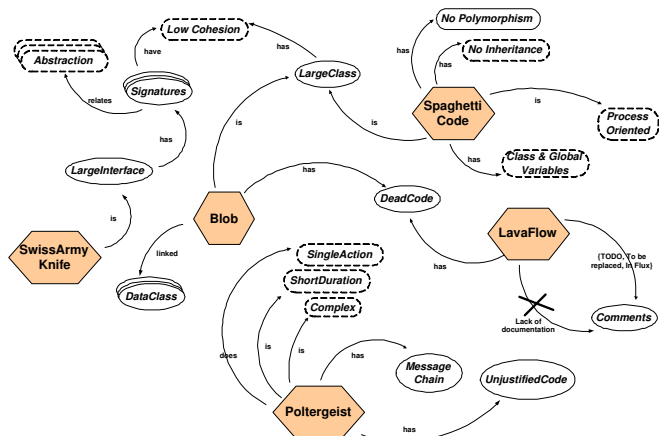 No Polymorphism
Low Cohesion
have
has
has
No Inheritance
has
Abstraction
LargeClass
Signatures
relates
Spaghetti
Code
is
Process
Oriented
is
is
has
has
Class & Global
Variables
LargeInterface
has
DeadCode
is
Blob
LavaFlow
SwissArmy
Knife
linked
SingleAction
has
{TODO, To be
replaced, In Flux}
ShortDuration
DataClass
Complex
Lack of
documentation
Comments
does
is
is
has
Message
Chain
UnjustifiedCode
Poltergeist
has